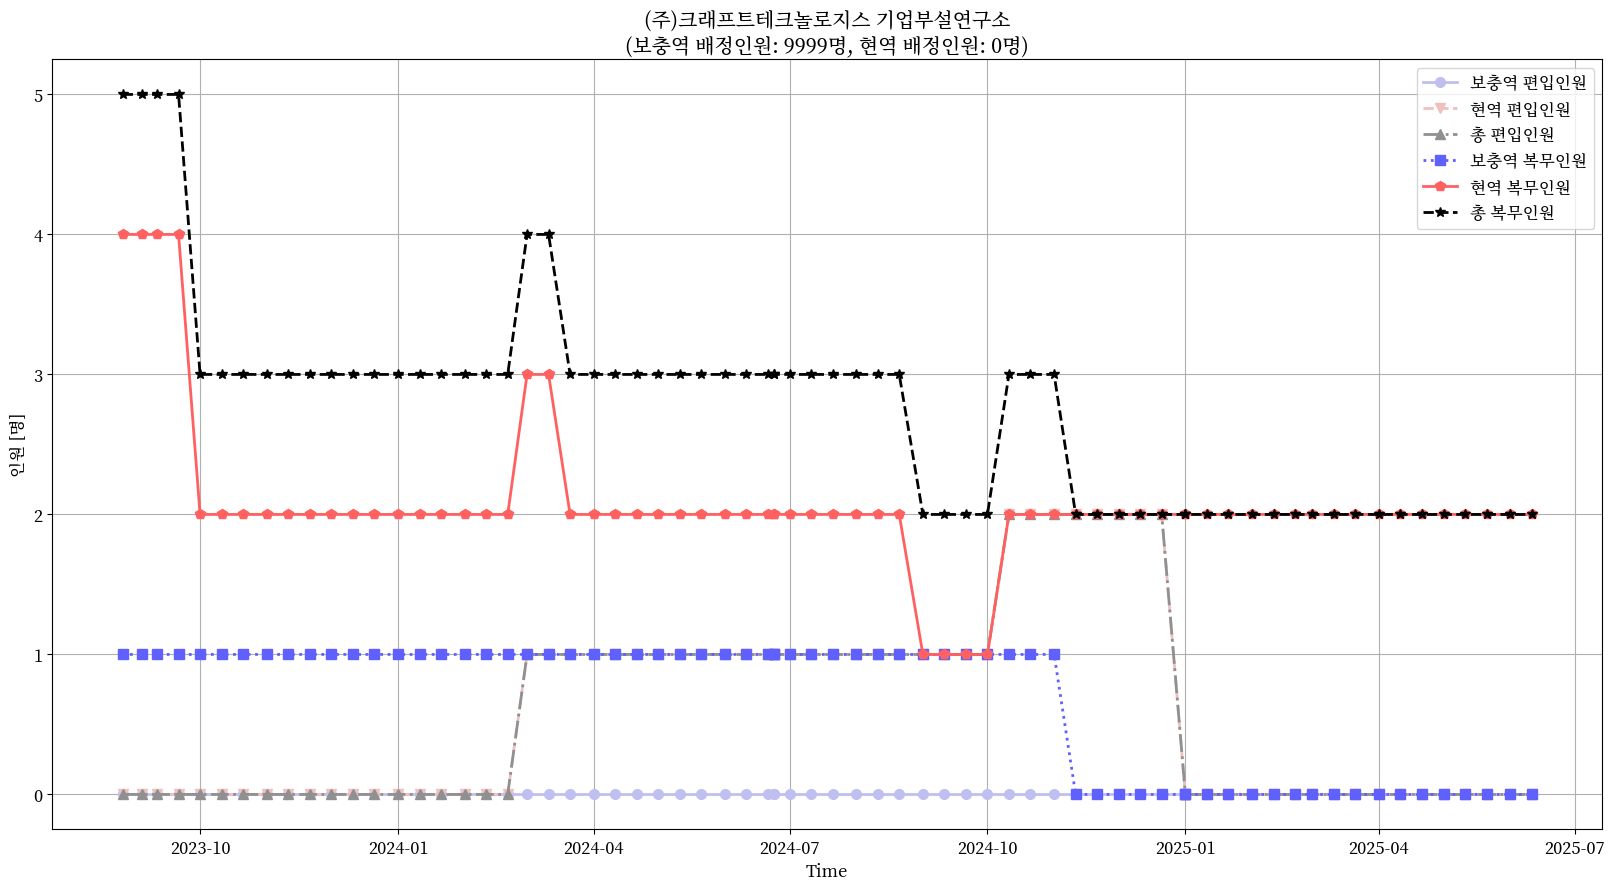 (주)크래프트테크놀로지스 기업부설연구소
(보충역 배정인원: 9999명, 현역 배정인원: 0명)
보충역 편입인원
현역 편입인원
총 편입인원
보충역 복무인원
현역 복무인원
총 복무인원
인원 [명]
5
4
3
2
1
0
2023-10
2024-01
2024-04
2024-07
2024-10
2025-01
2025-04
2025-07
Time